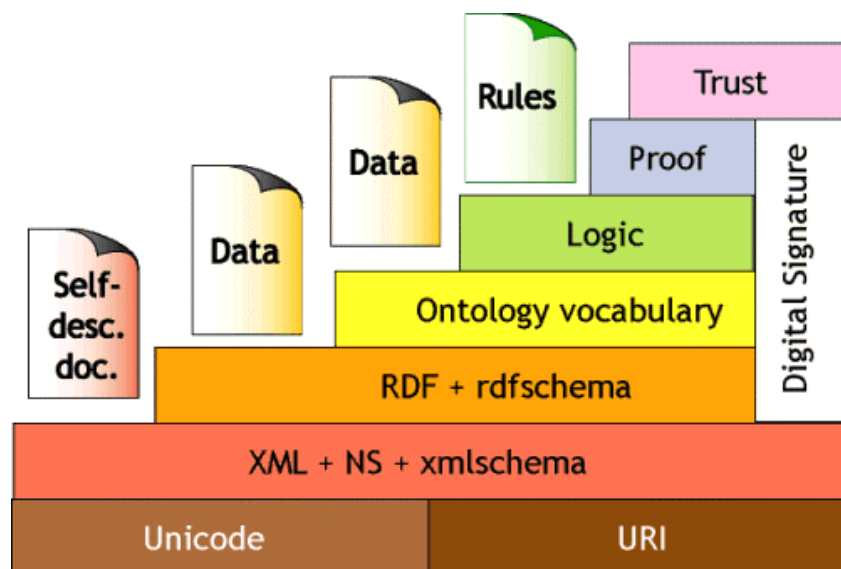 Rules
Trust
Data
Proof
Data
Logic
Self-
desc.
doc.
Ontology vocabulary
Digital Signature
RDF + rdfschema
XML + NS + xmlschema
Unicode
URI